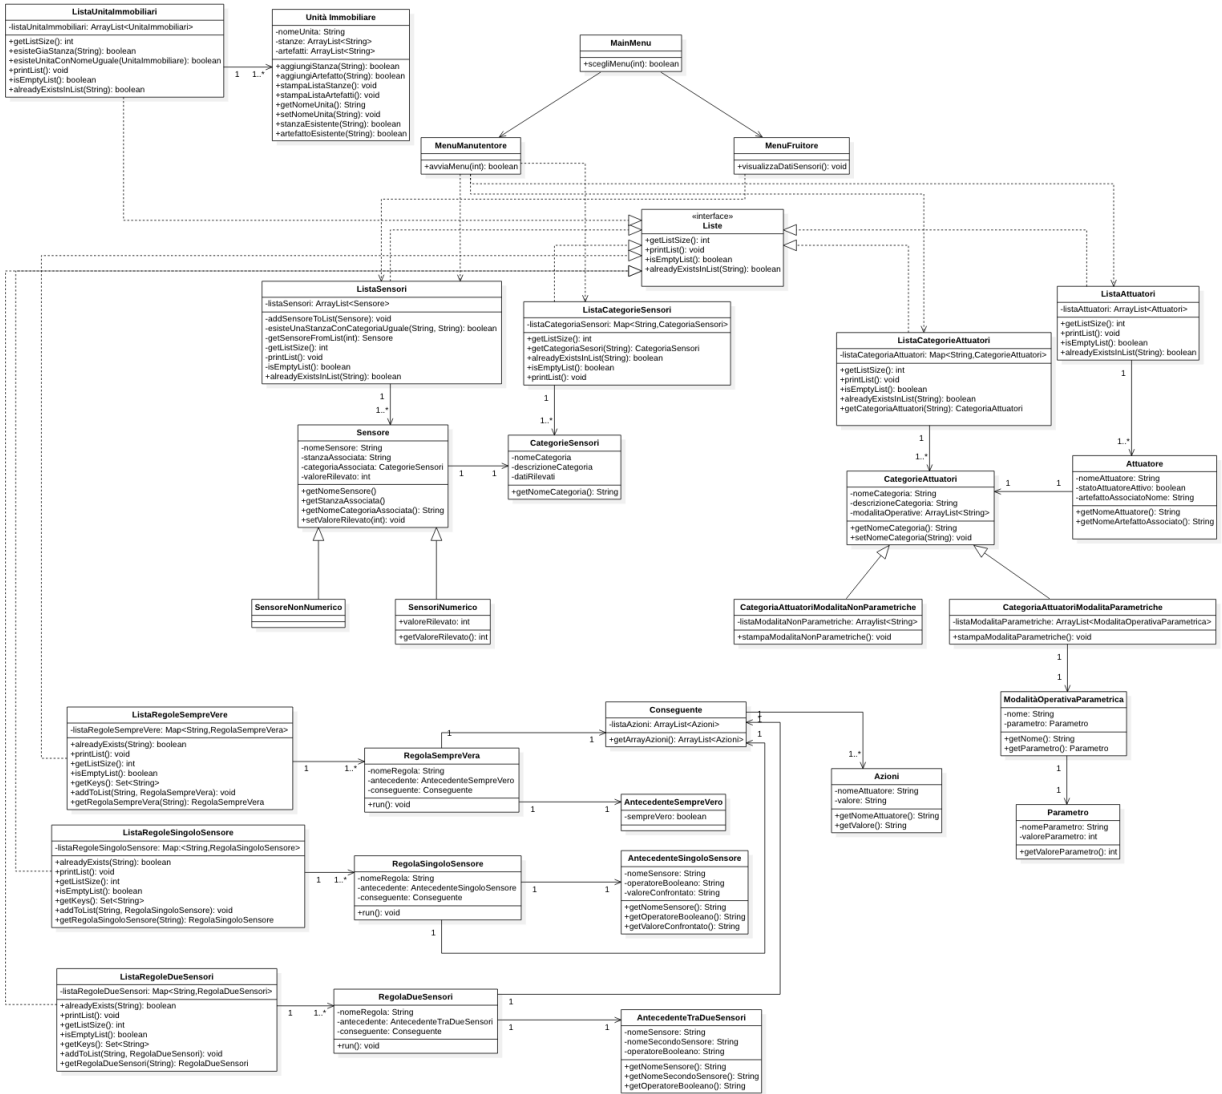 ListaUnitaImmobiliari
-listaUnitaImmobiliari: ArrayList<UnitaImmobiliari>
+getListSize(): int
+esisteGiaStanza(String): boolean
+esisteUnitaConNomeUguale(UnitaImmobiliare): boolean
+printList(): void
+isEmptyList(): boolean
+alreadyExistsInList(String): boolean
1
1..*
Unità Immobiliare
-nomeUnita: String
-stanze: ArrayList<String>
-artefatti: ArrayList<String>
+aggiungiStanza(String): boolean
+aggiungiArtefatto(String): boolean
+stampaListaStanze(): void
+stampaListaArtefatti(): void
+getNomeUnita(): String
+setNomeUnita(String): void
+stanzaEsistente(String): boolean
+artefattoEsistente(String): boolean
MainMenu
+scegliMenu(int): boolean
MenuManutentore
+avviaMenu(int): boolean
MenuFruitore
+visualizzaDatiSensori(): void
«interface»
Liste
+getListSize(): int
+printList(): void
+isEmptyList(): boolean
+alreadyExistsInList(String): boolean
ListaSensori
-listaSensori: ArrayList<Sensore>
-addSensoreToList(Sensore): void
-esisteUnaStanzaConCategoriaUguale(String, String): boolean
-getSensoreFromList(int): Sensore
-getListSize(): int
-printList(): void
-isEmptyList(): boolean
+alreadyExistsInList(String): boolean
1
1..*
ListaCategorieSensori
-listaCategoriaSensori: Map<String,CategoriaSensori>
+getListSize(): int
+getCategoriaSesori(String): CategoriaSensori
+alreadyExistsInList(String): boolean
+isEmptyList(): boolean
+printList(): void
1
1..*
ListaCategorieAttuatori
-listaCategoriaAttuatori: Map<String,CategorieAttuatori>
+getListSize(): int
+printList(): void
+isEmptyList(): boolean
+alreadyExistsInList(String): boolean
+getCategoriaAttuatori(String): CategoriaAttuatori
1
1..*
ListaAttuatori
-listaAttuatori: ArrayList<Attuatori>
+getListSize(): int
+printList(): void
+isEmptyList(): boolean
+alreadyExistsInList(String): boolean
1
1..*
Sensore
-nomeSensore: String
-stanzaAssociata: String
-categoriaAssociata: CategorieSensori
-valoreRilevato: int
+getNomeSensore()
+getStanzaAssociata()
+getNomeCategoriaAssociata(): String
+setValoreRilevato(int): void
1
1
CategorieSensori
-nomeCategoria
-descrizioneCategoria
-datiRilevati
+getNomeCategoria(): String
CategorieAttuatori
-nomeCategoria: String
-descrizioneCategoria: String
-modalitaOperative: ArrayList<String>
+getNomeCategoria(): String
+setNomeCategoria(String): void
1
1
Attuatore
-nomeAttuatore: String
-statoAttuatoreAttivo: boolean
-artefattoAssociatoNome: String
+getNomeAttuatore(): String
+getNomeArtefattoAssociato(): String
SensoreNonNumerico
SensoriNumerico
+valoreRilevato: int
+getValoreRilevato(): int
CategoriaAttuatoriModalitaNonParametriche
-listaModalitaNonParametriche: Arraylist<String>
+stampaModalitaNonParametriche(): void
CategoriaAttuatoriModalitaParametriche
-listaModalitaParametriche: ArrayList<ModalitaOperativaParametrica>
+stampaModalitaParametriche(): void
1
1
ModalitàOperativaParametrica
-nome: String
-parametro: Parametro
+getNome(): String
+getParametro(): Parametro
1
1
Parametro
-nomeParametro: String
-valoreParametro: int
+getValoreParametro(): int
ListaRegoleSempreVere
-listaRegoleSempreVere: Map<String,RegolaSempreVera>
+alreadyExists(String): boolean
+printList(): void
+getListSize(): int
+isEmptyList(): boolean
+getKeys(): Set<String>
+addToList(String, RegolaSempreVera): void
+getRegolaSempreVera(String): RegolaSempreVera
1
1..*
RegolaSempreVera
-nomeRegola: String
-antecedente: AntecedenteSempreVero
-conseguente: Conseguente
+run(): void
1
1
1
1
Conseguente
-listaAzioni: ArrayList<Azioni>
+getArrayAzioni(): ArrayList<Azioni>
1
1
1
1..*
Azioni
-nomeAttuatore: String
-valore: String
+getNomeAttuatore(): String
+getValore(): String
AntecedenteSempreVero
-sempreVero: boolean
ListaRegoleSingoloSensore
-listaRegoleSingoloSensore: Map:<String,RegolaSingoloSensore>
+alreadyExists(String): boolean
+printList(): void
+getListSize(): int
+isEmptyList(): boolean
+getKeys(): Set<String>
+addToList(String, RegolaSingoloSensore): void
+getRegolaSingoloSensore(String): RegolaSingoloSensore
1
1..*
RegolaSingoloSensore
-nomeRegola: String
-antecedente: AntecedenteSingoloSensore
-conseguente: Conseguente
+run(): void
1
1
1
AntecedenteSingoloSensore
-nomeSensore: String
-operatoreBooleano: String
-valoreConfrontato: String
+getNomeSensore(): String
+getOperatoreBooleano(): String
+getValoreConfrontato(): String
ListaRegoleDueSensori
-listaRegoleDueSensori: Map<String,RegolaDueSensori>
+alreadyExists(String): boolean
+printList(): void
+getListSize(): int
+isEmptyList(): boolean
+getKeys(): Set<String>
+addToList(String, RegolaDueSensori): void
+getRegolaDueSensori(String): RegolaDueSensori
1
1..*
RegolaDueSensori
-nomeRegola: String
-antecedente: AntecedenteTraDueSensori
-conseguente: Conseguente
+run(): void
1
1
1
AntecedenteTraDueSensori
-nomeSensore: String
-nomeSecondoSensore: String
-operatoreBooleano: String
+getNomeSensore(): String
+getNomeSecondoSensore(): String
+getOperatoreBooleano(): String